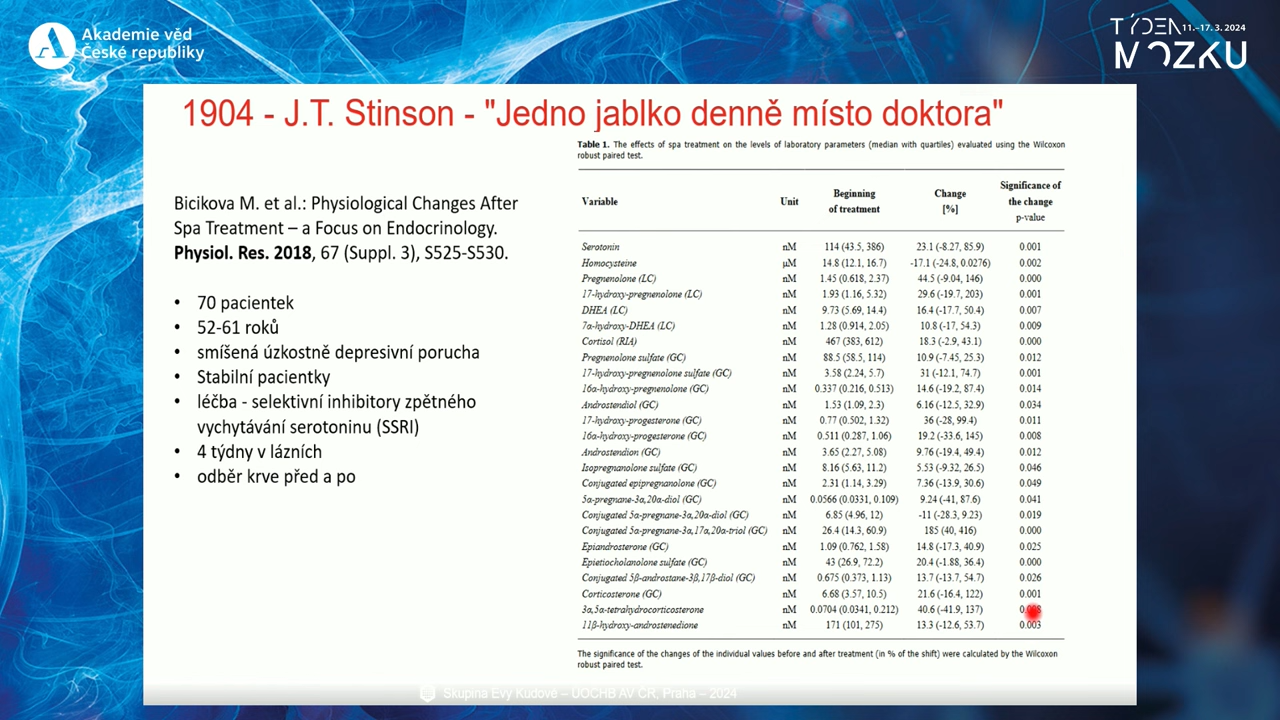 Akademie věd
České republiky
TÝDEN 11.–17. 3. 2024
MOZKU
1904 - J.T. Stinson - "Jedno jablko denně místo doktora"
Bicikova M. et al.: Physiological Changes After
Spa Treatment – a Focus on Endocrinology.
Physiol. Res. 2018, 67 (Suppl. 3), S525-S530.
• 70 pacientek
• 52-61 roků
• smíšená úzkostně depresivní porucha
• Stabilní pacientky
• léčba - selektivní inhibitory zpětného
vychytávání serotoninu (SSRI)
• 4 týdny v lázních
• odběr krve před a po
Table 1. The effects of spa treatment on the levels of laboratory parameters (median with quartiles) evaluated using the Wilcoxon
robust paired test.
Variable Unit Beginning of treatment Change [%] Significance of the change p-value
Serotonin nM 114 (43.5, 386) 23.1 (-8.27, 85.9) 0.001
Homocysteine µM 14.8 (12.1, 16.7) -17.1 (-24.8, 0.0276) 0.002
Pregnenolone (LC) nM 1.45 (0.618, 2.37) 44.5 (-9.04, 146) 0.000
17-hydroxy-pregnenolone (LC) nM 1.93 (1.16, 5.32) 29.6 (-19.7, 203) 0.001
DHEA (LC) nM 9.73 (5.69, 14.4) 16.4 (-17.7, 50.4) 0.007
7α-hydroxy-DHEA (LC) nM 1.28 (0.914, 2.05) 10.8 (-17, 54.3) 0.009
Cortisol (RIA) nM 467 (383, 612) 18.3 (-2.9, 43.1) 0.000
Pregnenolone sulfate (GC) nM 88.5 (58.5, 114) 10.9 (-7.45, 25.3) 0.012
17-hydroxy-pregnenolone sulfate (GC) nM 3.58 (2.24, 5.7) 31 (-12.1, 74.7) 0.001
16α-hydroxy-pregnenolone (GC) nM 0.337 (0.216, 0.513) 14.6 (-19.2, 87.4) 0.014
Androstendiol (GC) nM 1.53 (1.09, 2.3) 6.16 (-12.5, 32.9) 0.034
17-hydroxy-progesterone (GC) nM 0.77 (0.502, 1.32) 36 (-28, 99.4) 0.011
16α-hydroxy-progesterone (GC) nM 0.511 (0.287, 1.06) 19.2 (-33.6, 145) 0.008
Androstendion (GC) nM 3.65 (2.27, 5.08) 9.76 (-19.4, 49.4) 0.012
Isopregnanolone sulfate (GC) nM 8.16 (5.63, 11.2) 5.53 (-9.32, 26.5) 0.046
Conjugated epipregnanolone (GC) nM 2.31 (1.14, 3.29) 7.36 (-13.9, 30.6) 0.049
5α-pregnane-3α,20α-diol (GC) nM 0.0566 (0.0331, 0.109) 9.24 (-41, 87.6) 0.041
Conjugated 5α-pregnane-3α,20α-diol (GC) nM 6.85 (4.96, 12) -11 (-28.3, 9.23) 0.019
Conjugated 5α-pregnane-3α,17α,20α-triol (GC) nM 26.4 (14.3, 60.9) 185 (40, 416) 0.000
Epiandrosterone (GC) nM 1.09 (0.762, 1.58) 14.8 (-17.3, 40.9) 0.025
Epietiocholanolone sulfate (GC) nM 43 (26.9, 72.2) 20.4 (-1.88, 36.4) 0.000
Conjugated 5β-androstane-3β,17β-diol (GC) nM 0.675 (0.373, 1.13) 13.7 (-13.7, 54.7) 0.026
Corticosterone (GC) nM 6.68 (3.57, 10.5) 21.6 (-16.4, 122) 0.001
3α,5α-tetrahydrocorticosterone nM 0.0704 (0.0341, 0.212) 40.6 (-41.9, 137)
11β-hydroxy-androstenedione nM 171 (101, 275) 13.3 (-12.6, 53.7) 0.003
The significance of the changes of the individual values before and after treatment (in % of the shift) were calculated by the Wilcoxon
robust paired test.
Skupina Evy Kudové – ÚOCHB AV ČR, Praha – 2024